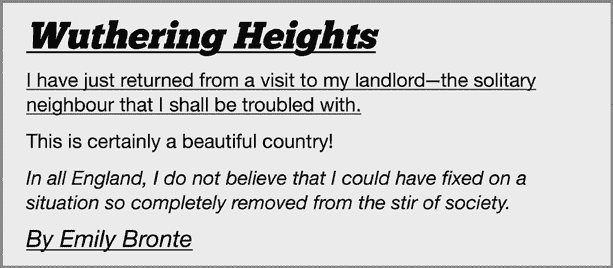 Wuthering Heights
I have just returned from a visit to my landlord—the solitary
neighbour that I shall be troubled with.
This is certainly a beautiful country!
In all England, I do not believe that I could have fixed on a
situation so completely removed from the stir of society.
By Emily Bronte